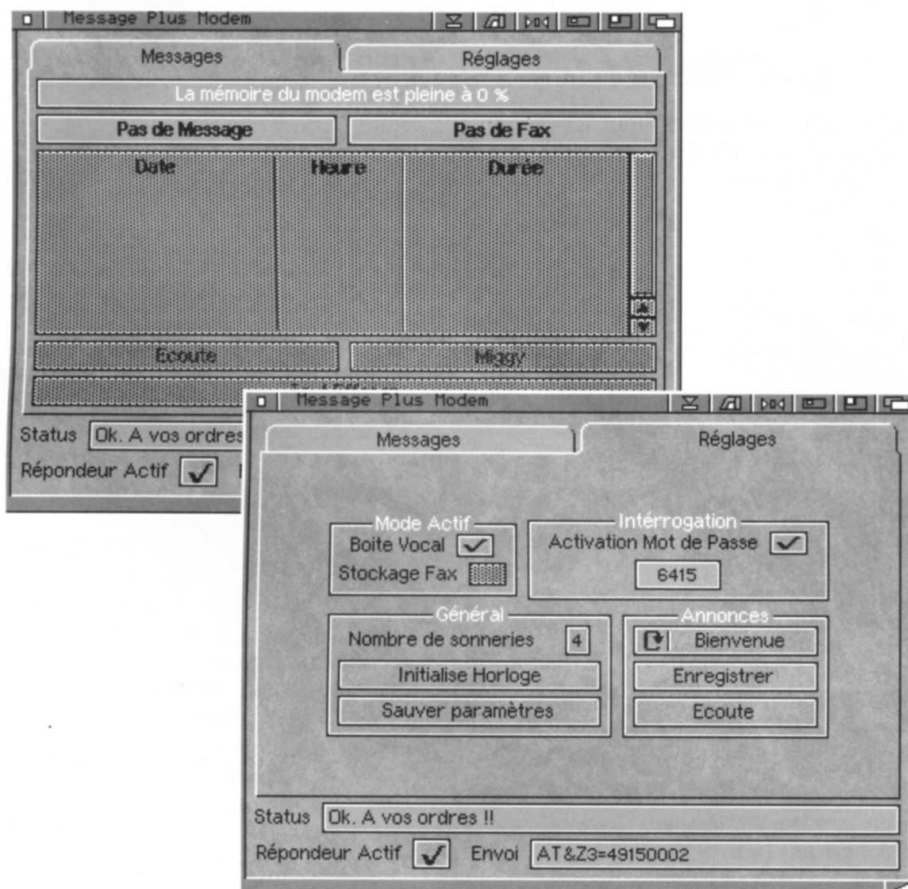 Message Plus Modem
Messages Réglages
La mémoire du modem est pleine à 0 %
Pas de Message Pas de Fax
Date Heure Durée
Ecoute Miggy
Status Ok. A vos ordres
Répondeur Actif
Message Plus Modem
Messages Réglages
Mode Actif
Boite Vocal
Stockage Fax
Intérrogation
Activation Mot de Passe
6415
Général
Nombre de sonneries 4
Initialise Horloge
Sauver paramètres
Annonces
Bienvenue
Enregistrer
Ecoute
Status Ok. A vos ordres !!
Répondeur Actif Envoi AT&Z3=49150002